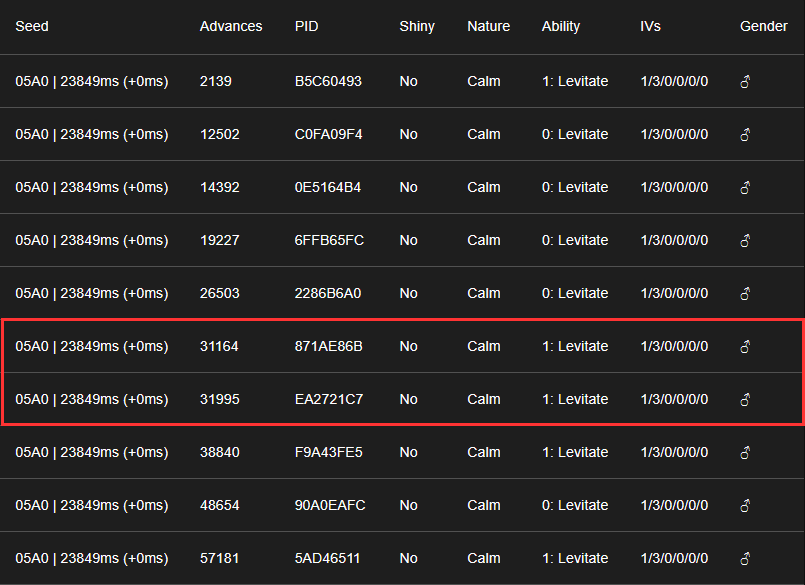 Seed Advances PID Shiny Nature Ability IVs Gender
05A0 | 23849ms (+0ms) 2139 B5C60493 No Calm 1: Levitate 1/3/0/0/0/0 ♂
05A0 | 23849ms (+0ms) 12502 C0FA09F4 No Calm 0: Levitate 1/3/0/0/0/0 ♂
05A0 | 23849ms (+0ms) 14392 0E5164B4 No Calm 0: Levitate 1/3/0/0/0/0 ♂
05A0 | 23849ms (+0ms) 19227 6FFB65FC No Calm 0: Levitate 1/3/0/0/0/0 ♂
05A0 | 23849ms (+0ms) 26503 2286B6A0 No Calm 0: Levitate 1/3/0/0/0/0 ♂
05A0 | 23849ms (+0ms) 31164 871AE86B No Calm 1: Levitate 1/3/0/0/0/0 ♂
05A0 | 23849ms (+0ms) 31995 EA2721C7 No Calm 1: Levitate 1/3/0/0/0/0 ♂
05A0 | 23849ms (+0ms) 38840 F9A43FE5 No Calm 1: Levitate 1/3/0/0/0/0 ♂
05A0 | 23849ms (+0ms) 48654 90A0EAFC No Calm 0: Levitate 1/3/0/0/0/0 ♂
05A0 | 23849ms (+0ms) 57181 5AD46511 No Calm 1: Levitate 1/3/0/0/0/0 ♂